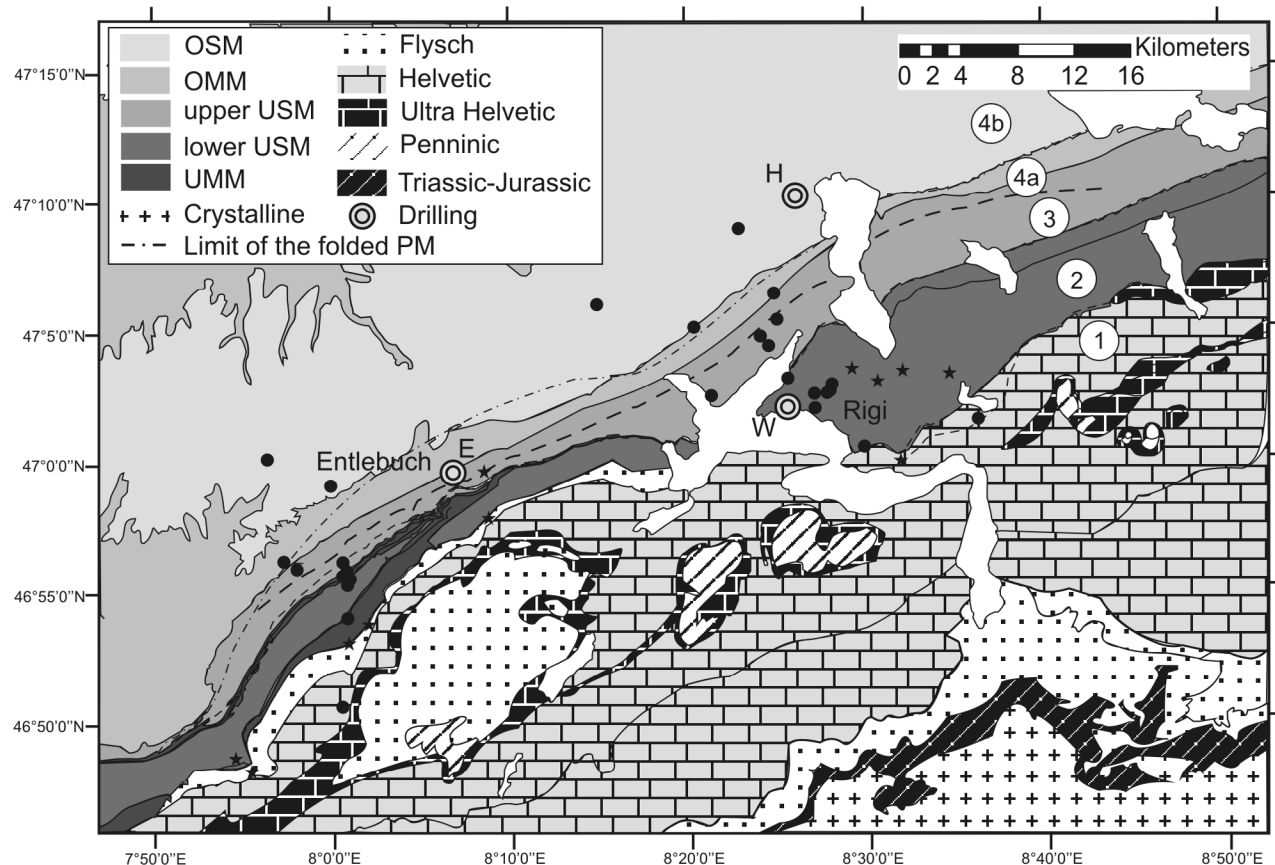 OSM
OMM
upper USM
lower USM
UMM
Crystalline
Limit of the folded PM
Flysch
Helvetic
Ultra Helvetic
Penninic
Triassic-Jurassic
Drilling
Kilometers
0 2 4 8 12 16
47°15'0"N
47°10'0"N
47°5'0"N
47°0'0"N
46°55'0"N
46°50'0"N
4b
H
4a
3
2
1
Rigi
W
Entlebuch
E
7°50'0"E
8°00'0"E
8°10'0"E
8°20'0"E
8°30'0"E
8°40'0"E
8°50'0"E